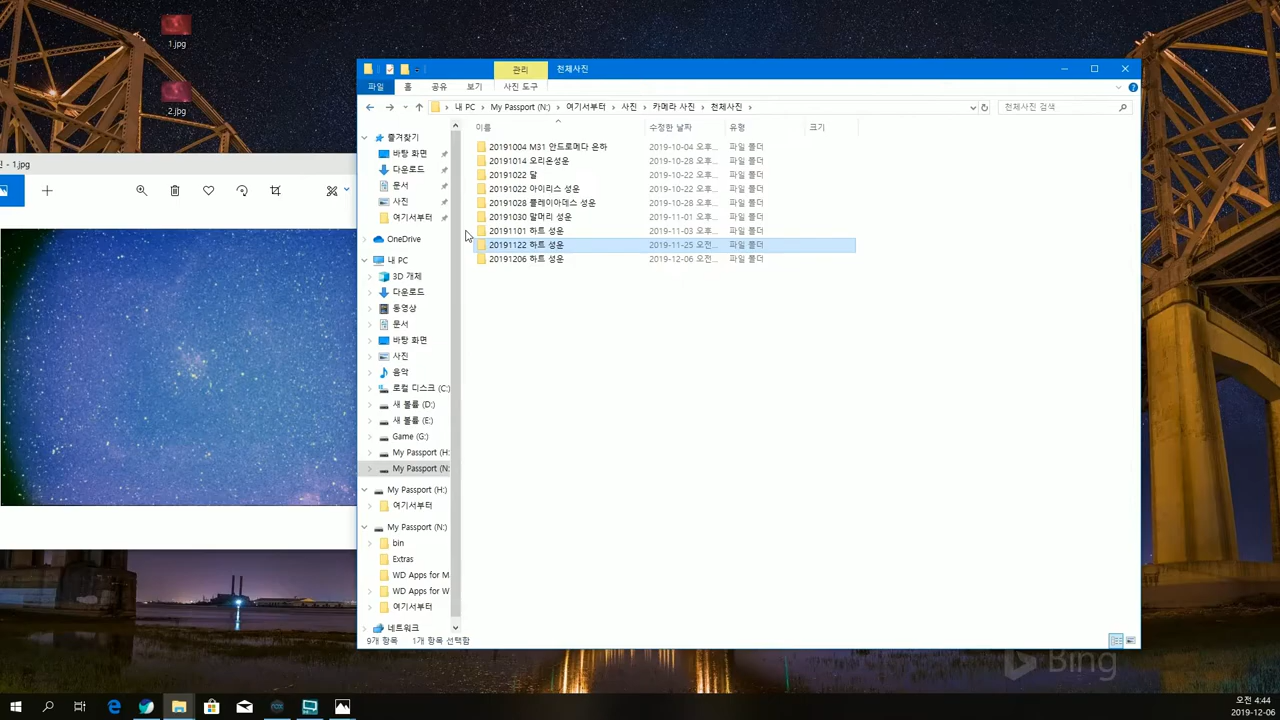 1.jpg
2.jpg
관리
천체사진
파일
홈
공유
보기
사진 도구
내 PC
My Passport (N:)
여기서부터
사진
카메라 사진
천체사진
천체사진 검색
- 1.jpg
즐겨찾기
바탕 화면
다운로드
문서
사진
여기서부터
OneDrive
내 PC
3D 개체
다운로드
동영상
문서
바탕 화면
사진
음악
로컬 디스크 (C:)
새 볼륨 (D:)
새 볼륨 (E:)
Game (G:)
My Passport (H:
My Passport (N:
My Passport (H:)
여기서부터
My Passport (N:)
bin
Extras
WD Apps for M
WD Apps for W
여기서부터
네트워크
이름
수정한 날짜
유형
크기
20191004 M31 안드로메다 은하
2019-10-04 오후...
파일 폴더
20191014 오리온성운
2019-10-28 오후...
파일 폴더
20191022 달
2019-10-22 오후...
파일 폴더
20191022 아이리스 성운
2019-10-22 오후...
파일 폴더
20191028 플레이아데스 성운
2019-10-28 오후...
파일 폴더
20191030 말머리 성운
2019-11-01 오후...
파일 폴더
20191101 하트 성운
2019-11-03 오후...
파일 폴더
20191122 하트 성운
2019-11-25 오전...
파일 폴더
20191206 하트 성운
2019-12-06 오전...
파일 폴더
9개 항목
1개 항목 선택함
Bing
오전 4:44
2019-12-06